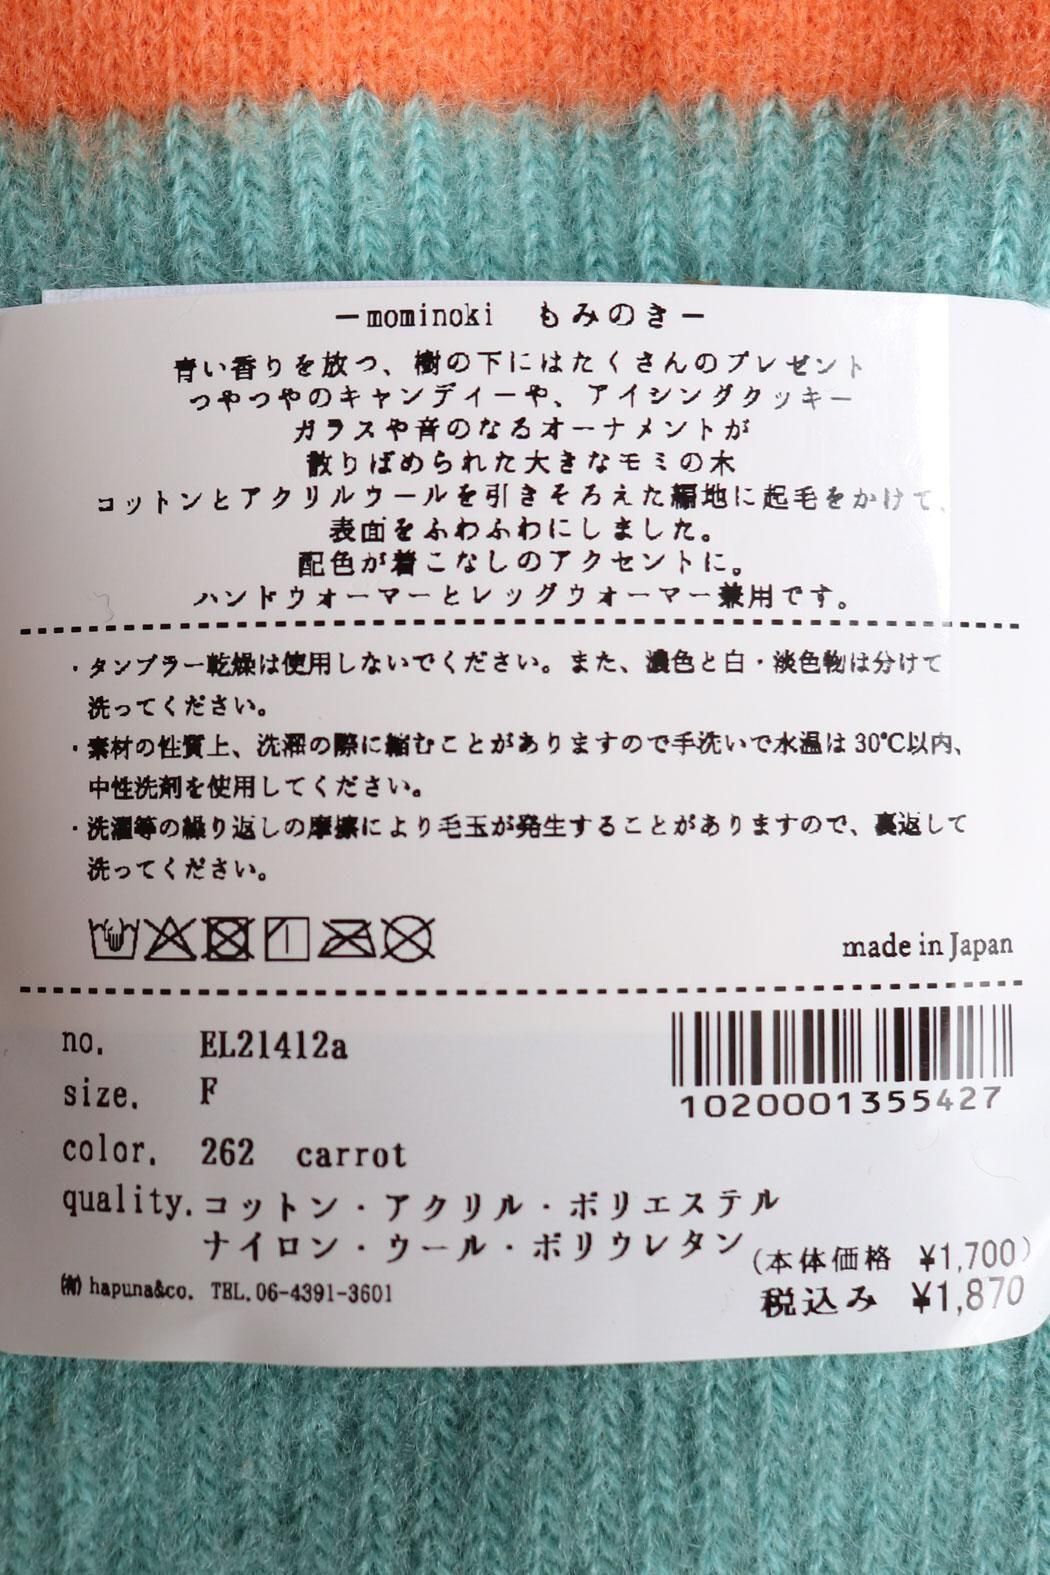 －mominoki　もみのき－
青い香りを放つ、樹の下にはたくさんのプレゼント
つやつやのキャンディーや、アイシングクッキー
ガラスや音のなるオーナメントが
散りばめられた大きなモミの木
コットンとアクリルウールを引きそろえた編地に起毛をかけて、
表面をふわふわにしました。
配色が着こなしのアクセントに。
ハンドウォーマーとレッグウォーマー兼用です。
・タンブラー乾燥は使用しないでください。また、濃色と白・淡色物は分けて
洗ってください。
・素材の性質上、洗濯の際に縮むことがありますので手洗いで水温は30℃以内、
中性洗剤を使用してください。
・洗濯等の繰り返しの摩擦により毛玉が発生することがありますので、裏返して
洗ってください。
made in Japan
no. EL21412a
size. F
1020001355427
color. 262 carrot
quality. コットン・アクリル・ポリエステル
ナイロン・ウール・ポリウレタン
(本体価格 ¥1,700)
㈲ hapuna&co. TEL.06-4391-3601
税込み ¥1,870